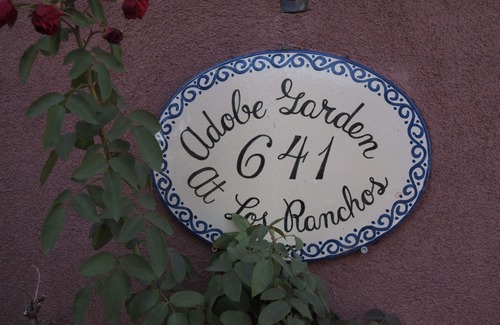 Adobe Garden
641
At Los Ranchos